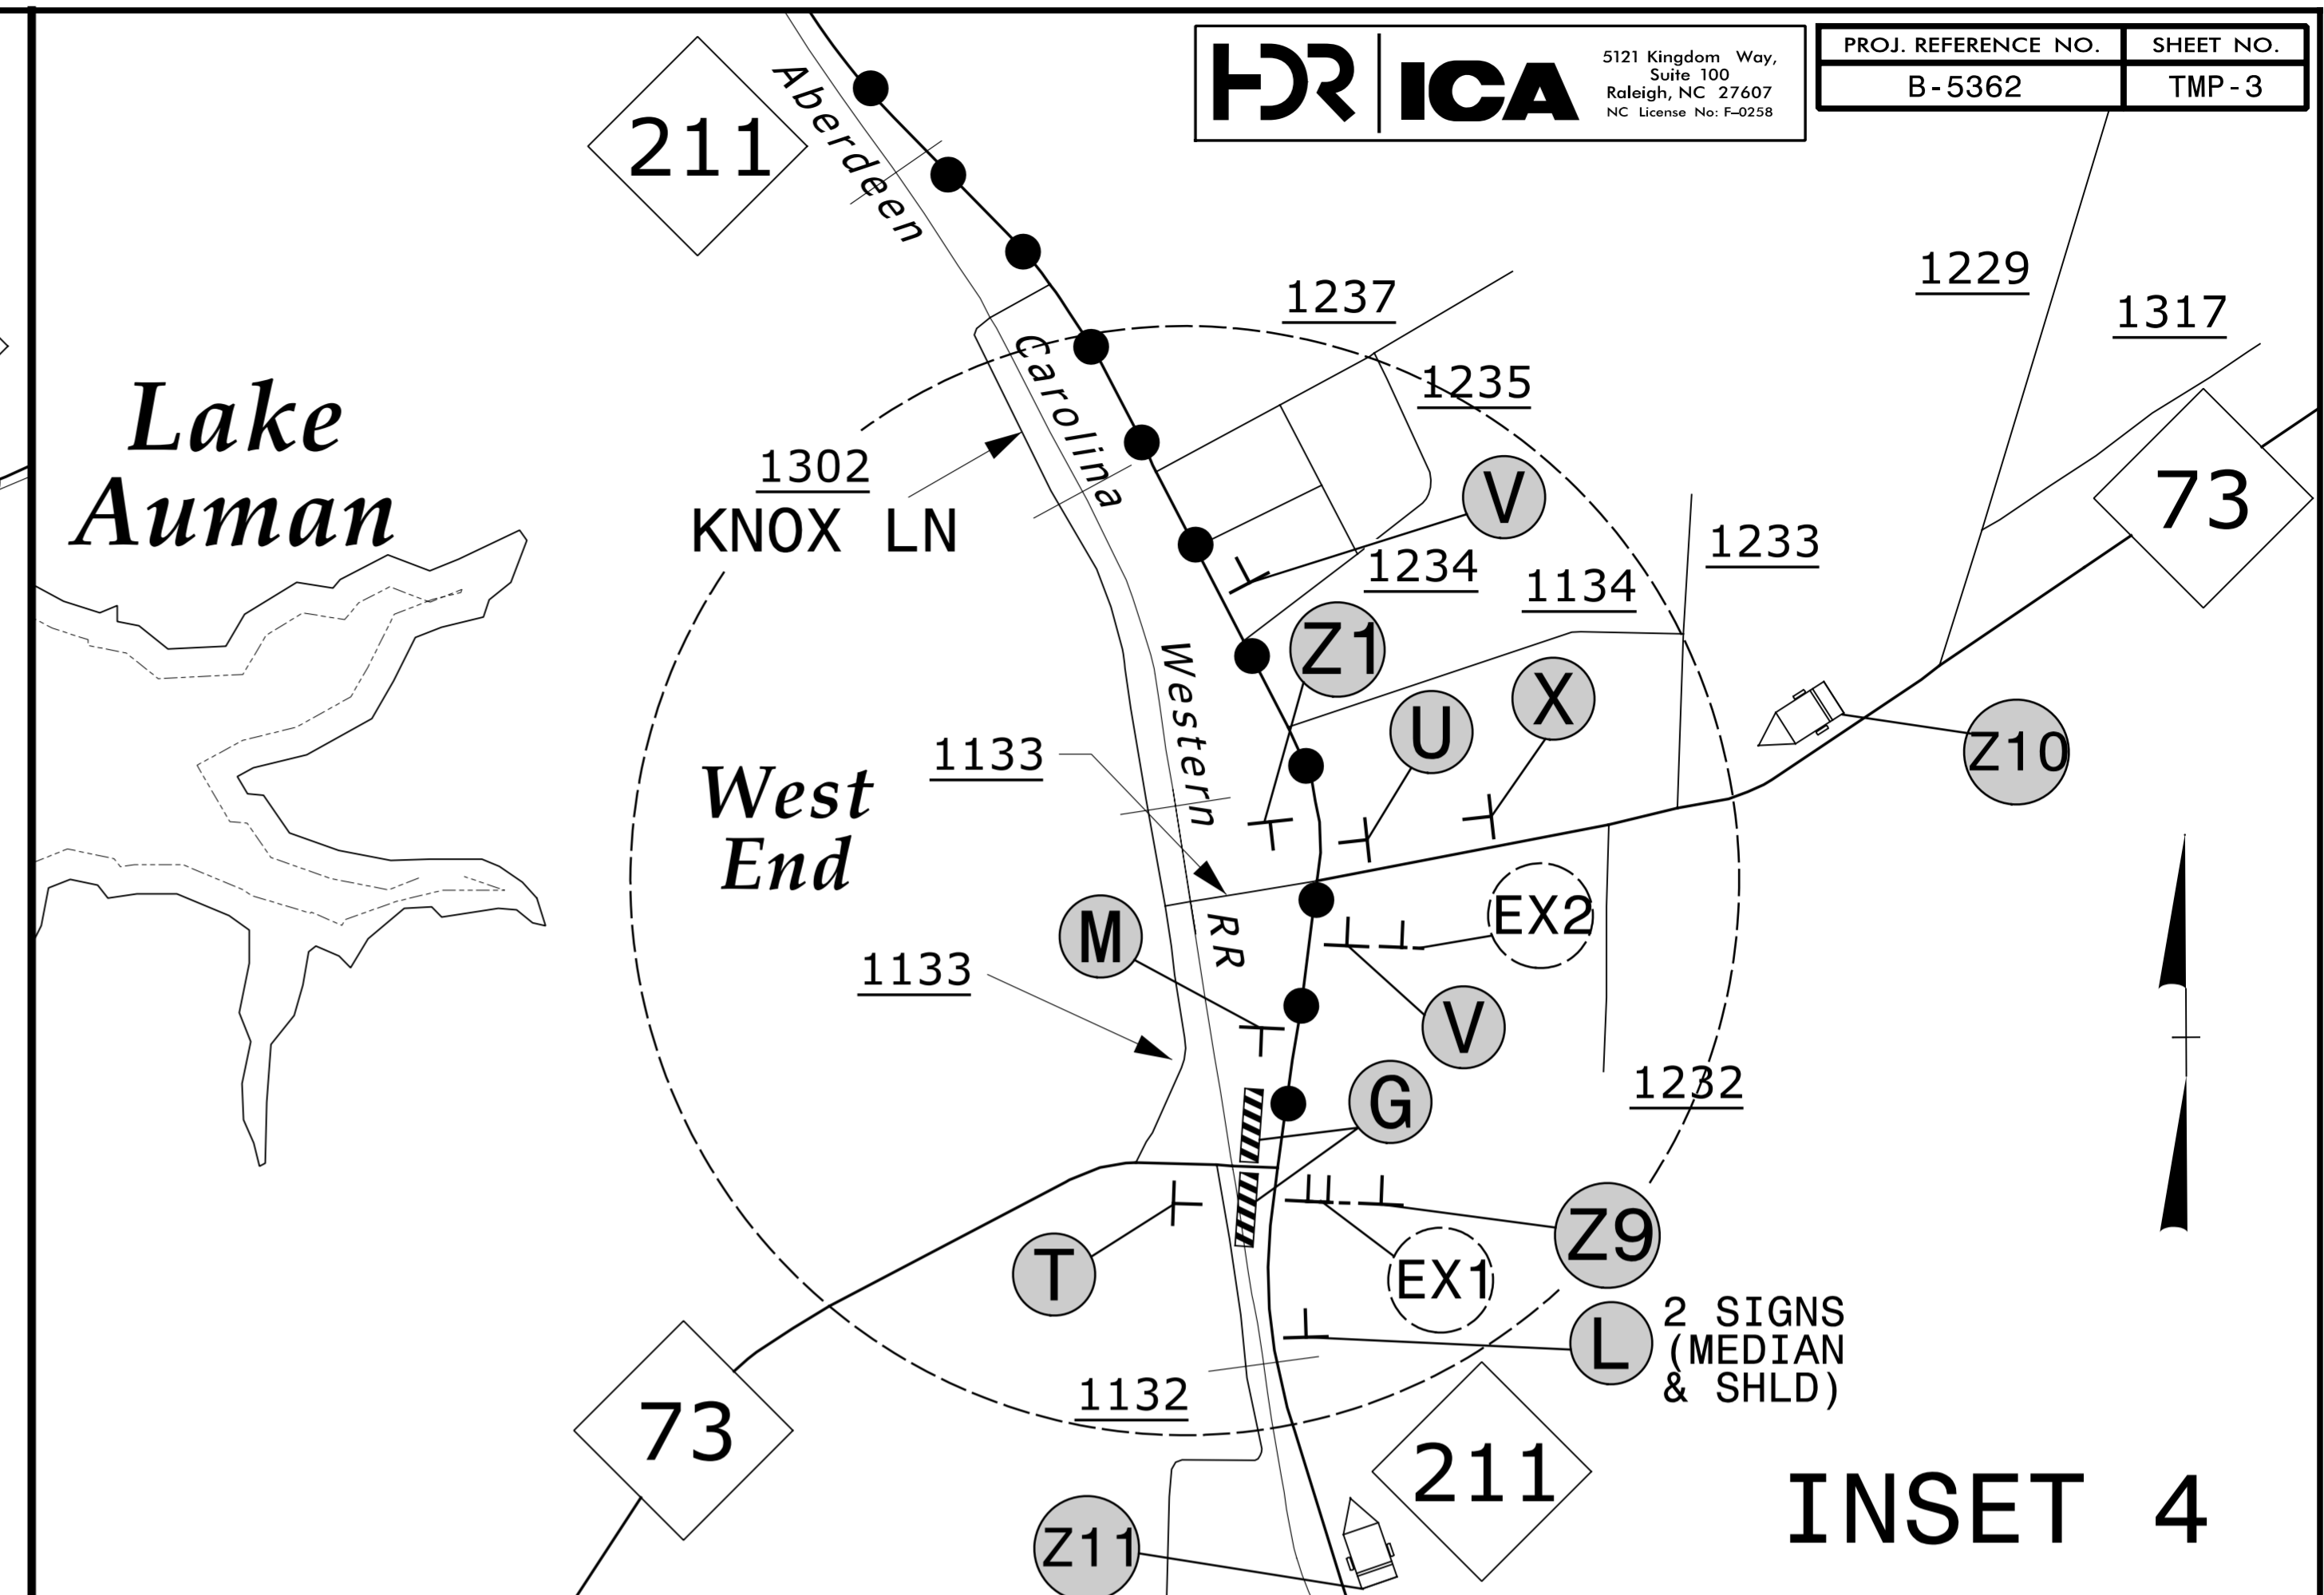 HDR
ICA
5121 Kingdom Way,
Suite 100
Raleigh, NC 27607
NC License No: F-0258
PROJ. REFERENCE NO.
SHEET NO.
B-5362
TMP-3
211
Aberdeen
1237
1229
1317
Carolina
1235
Lake
Auman
1302
KNOX LN
V
73
1233
1234
1134
Z1
Western
X
U
1133
Z10
West
End
EX2
M
RR
1133
V
G
1232
Z9
T
EX1
L
2 SIGNS
(MEDIAN
& SHLD)
1132
73
211
INSET 4
Z11